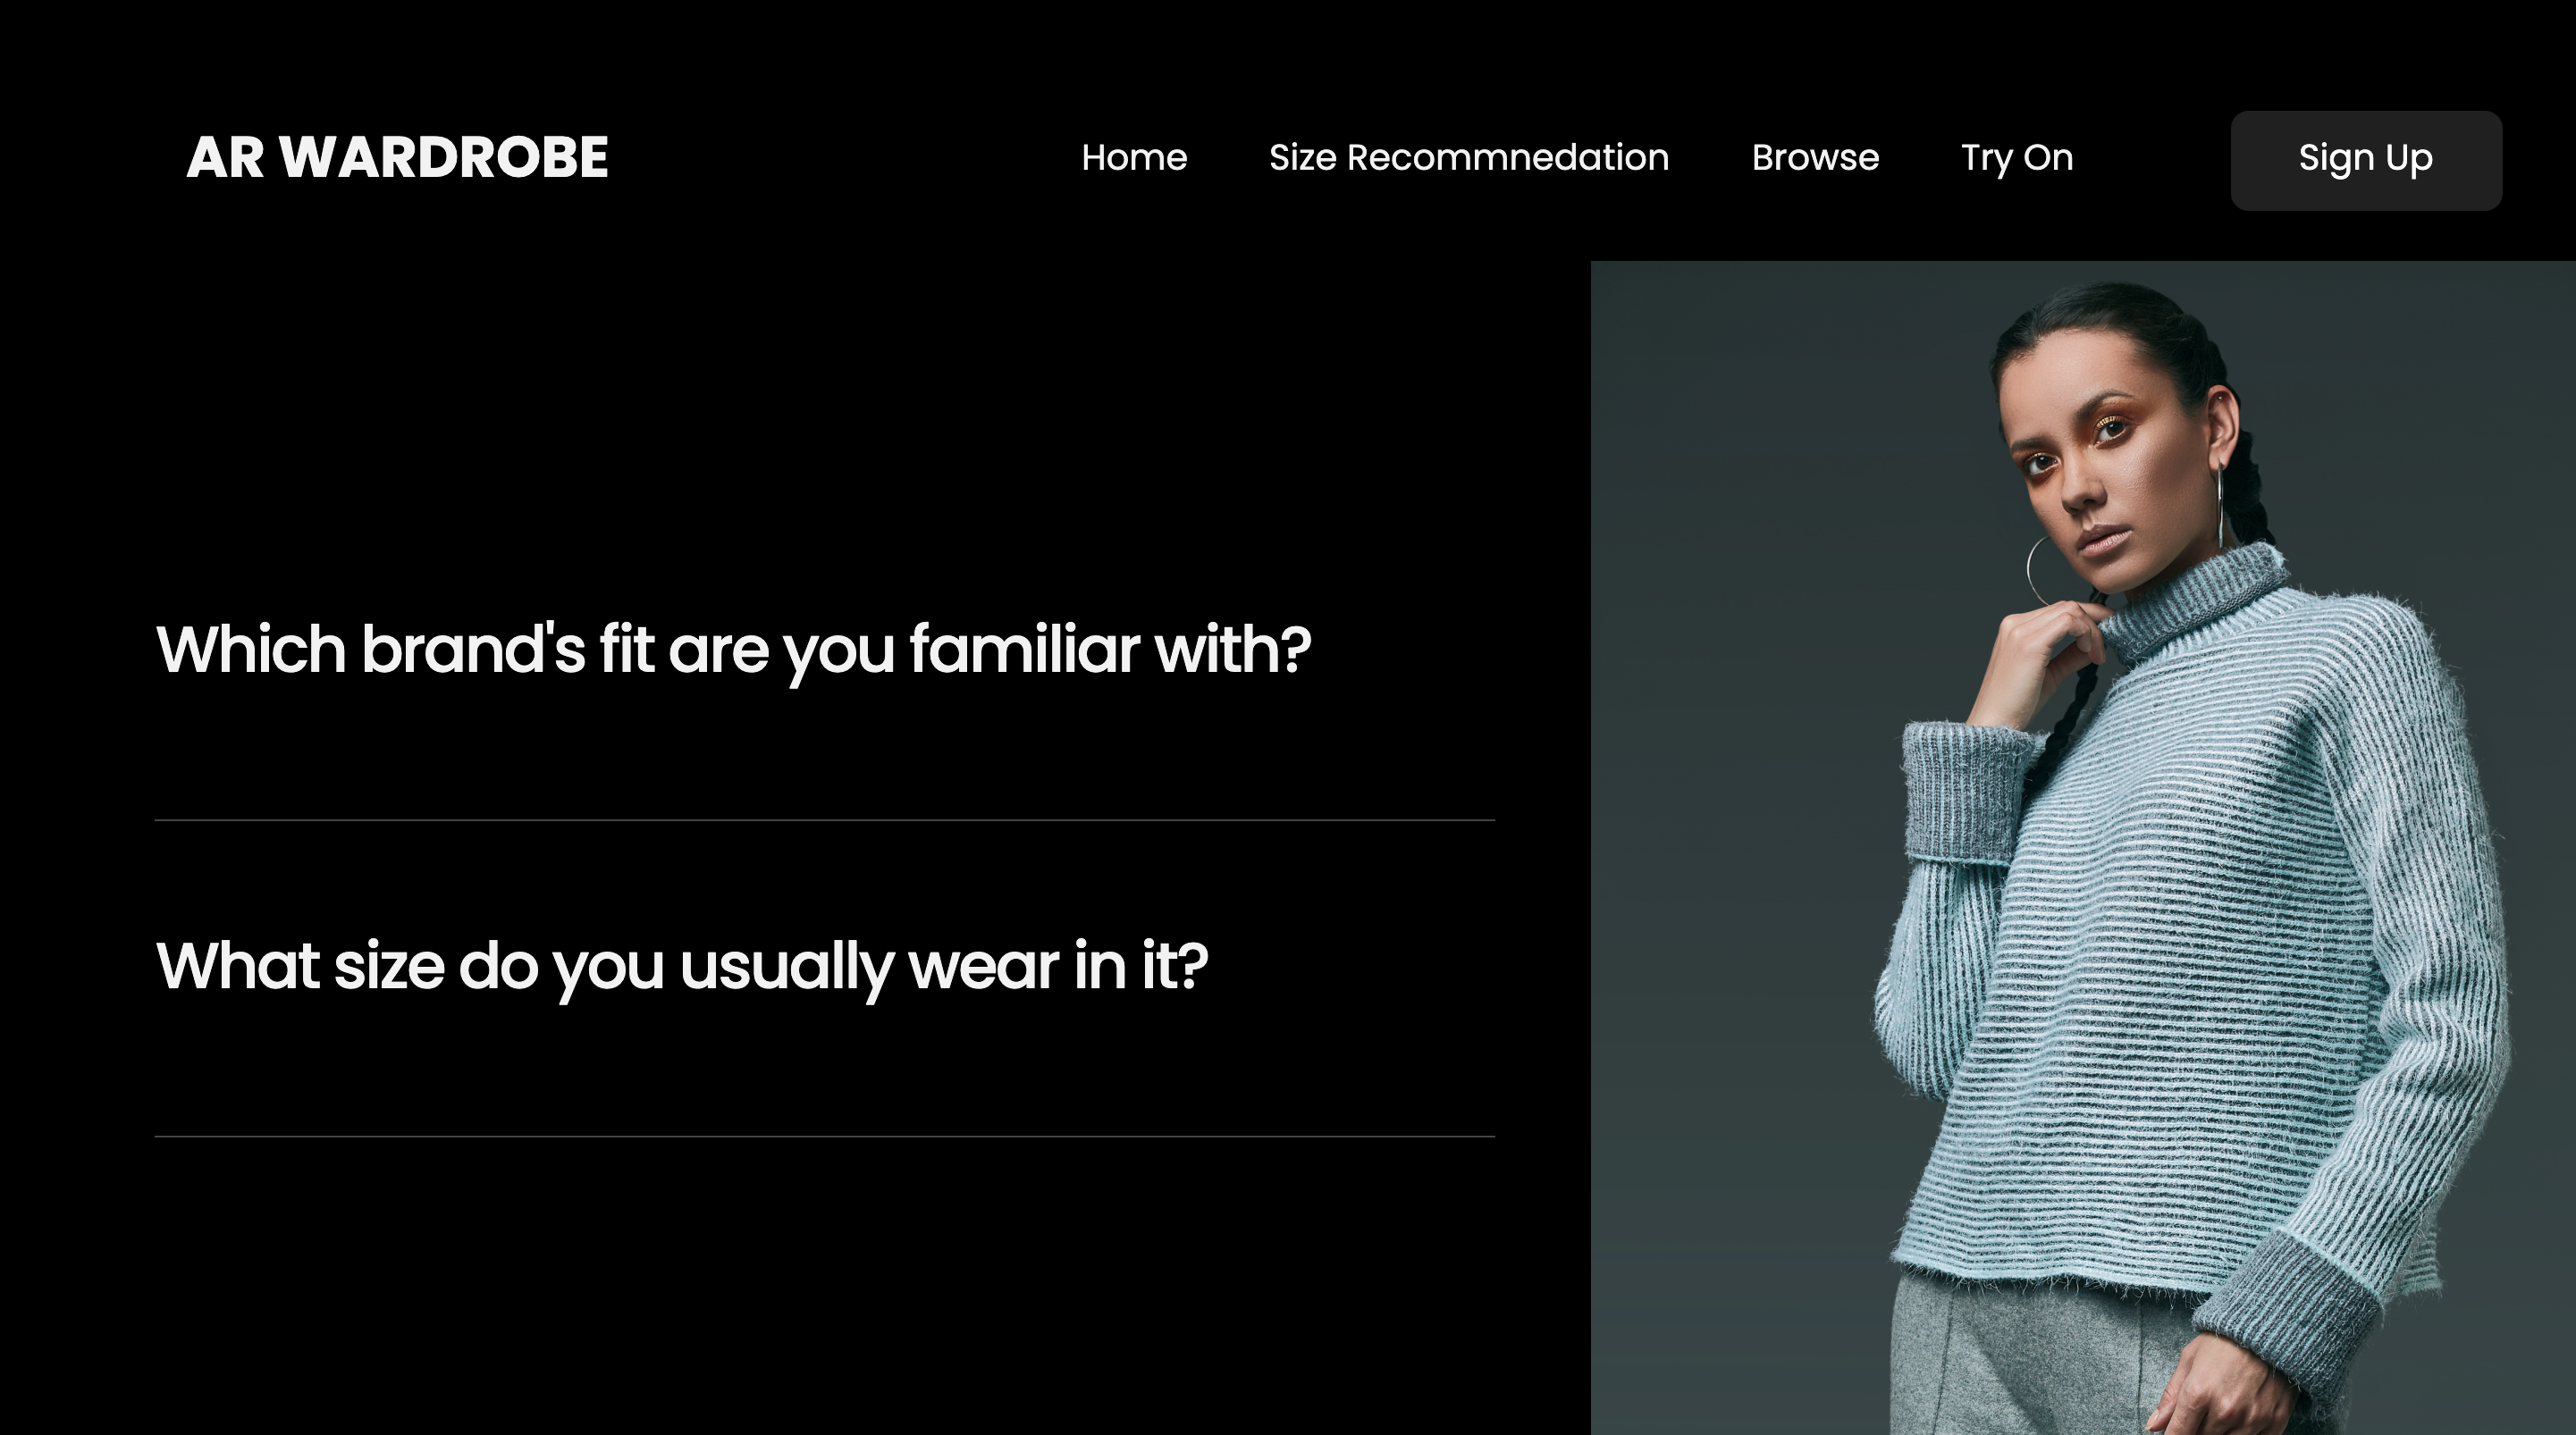 AR WARDROBE
Home Size Recommnedation Browse Try On Sign Up
Which brand's fit are you familiar with?
What size do you usually wear in it?